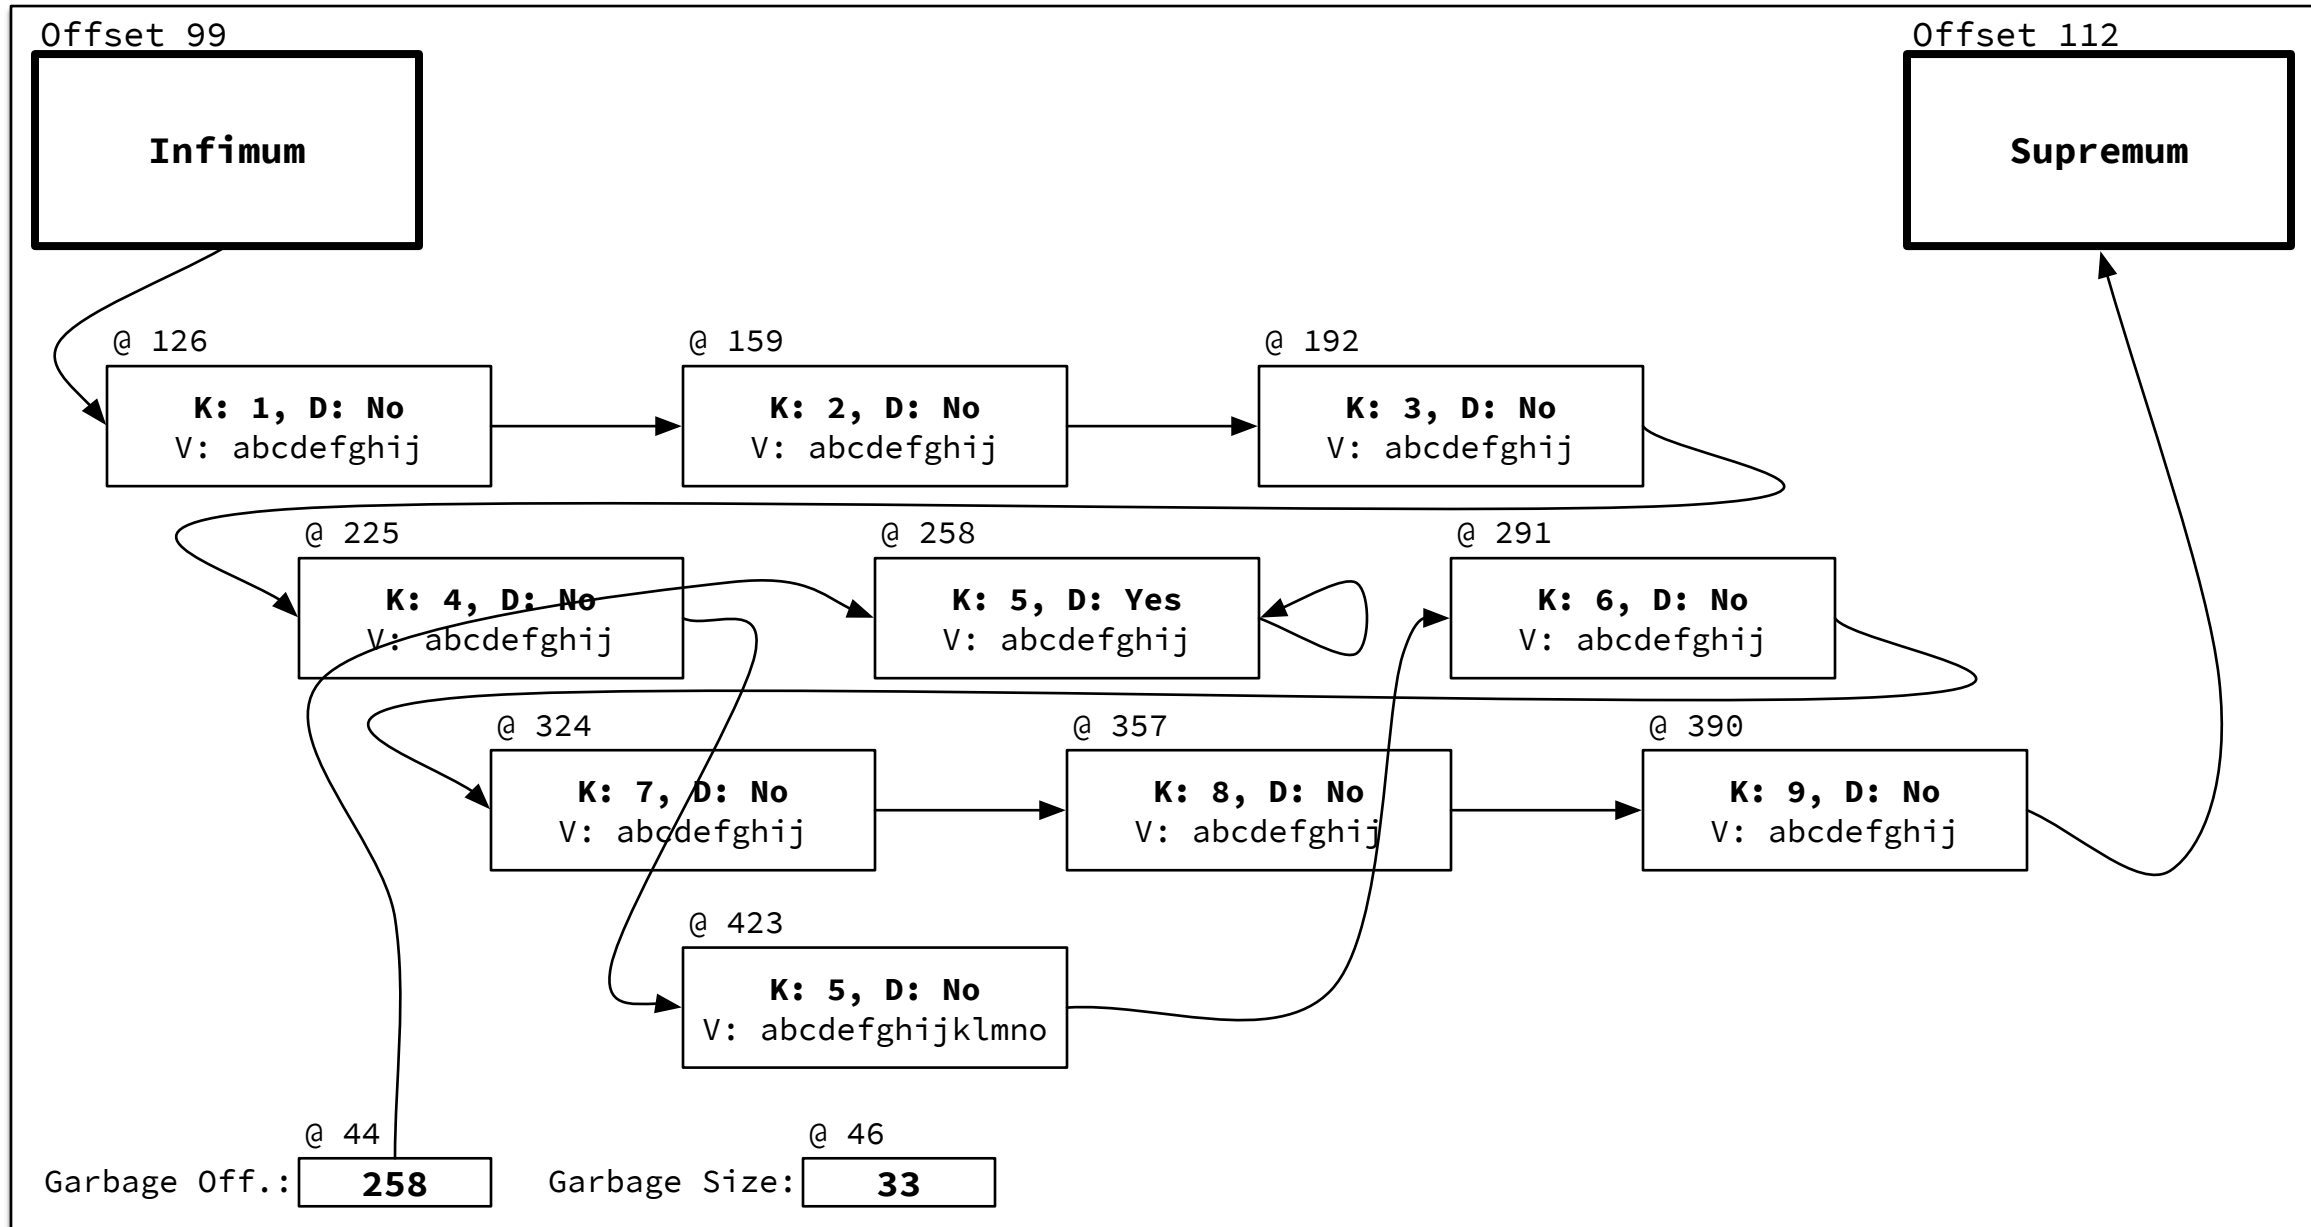 Offset 99
Offset 112
Infimum
Supremum
@ 126
@ 159
@ 192
K: 1, D: No
V: abcdefghij
K: 2, D: No
V: abcdefghij
K: 3, D: No
V: abcdefghij
@ 225
@ 258
@ 291
K: 4, D: No
V: abcdefghij
K: 5, D: Yes
V: abcdefghij
K: 6, D: No
V: abcdefghij
@ 324
@ 357
@ 390
K: 7, D: No
V: abcdefghij
K: 8, D: No
V: abcdefghij
K: 9, D: No
V: abcdefghij
@ 423
K: 5, D: No
V: abcdefghijklmno
@ 44
@ 46
Garbage Off.: 258
Garbage Size: 33